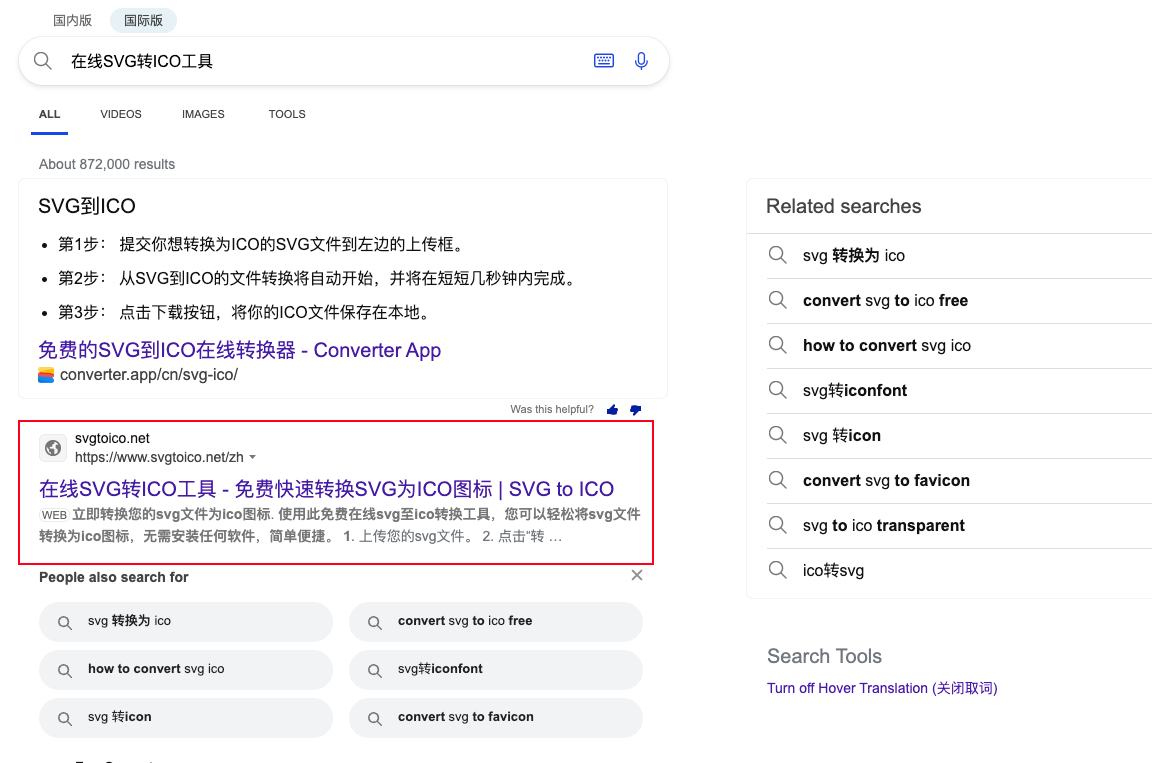 国内版 国际版
在线SVG转ICO工具
ALL VIDEOS IMAGES TOOLS
About 872,000 results
SVG到ICO
第1步： 提交你想转换为ICO的SVG文件到左边的上传框。
第2步： 从SVG到ICO的文件转换将自动开始，并将在短短几秒钟内完成。
第3步： 点击下载按钮，将你的ICO文件保存在本地。
免费的SVG到ICO在线转换器 - Converter App
converter.app/cn/svg-ico/
Was this helpful?
svgtoico.net
https://www.svgtoico.net/zh
在线SVG转ICO工具 - 免费快速转换SVG为ICO图标 | SVG to ICO
WEB 立即转换您的svg文件为ico图标. 使用此免费在线svg至ico转换工具，您可以轻松将svg文件
转换为ico图标，无需安装任何软件，简单便捷。 1. 上传您的svg文件。 2. 点击“转 …
People also search for
svg 转换为 ico
convert svg to ico free
how to convert svg ico
svg转iconfont
svg 转icon
convert svg to favicon
Related searches
svg 转换为 ico
convert svg to ico free
how to convert svg ico
svg转iconfont
svg 转icon
convert svg to favicon
svg to ico transparent
ico转svg
Search Tools
Turn off Hover Translation (关闭取词)